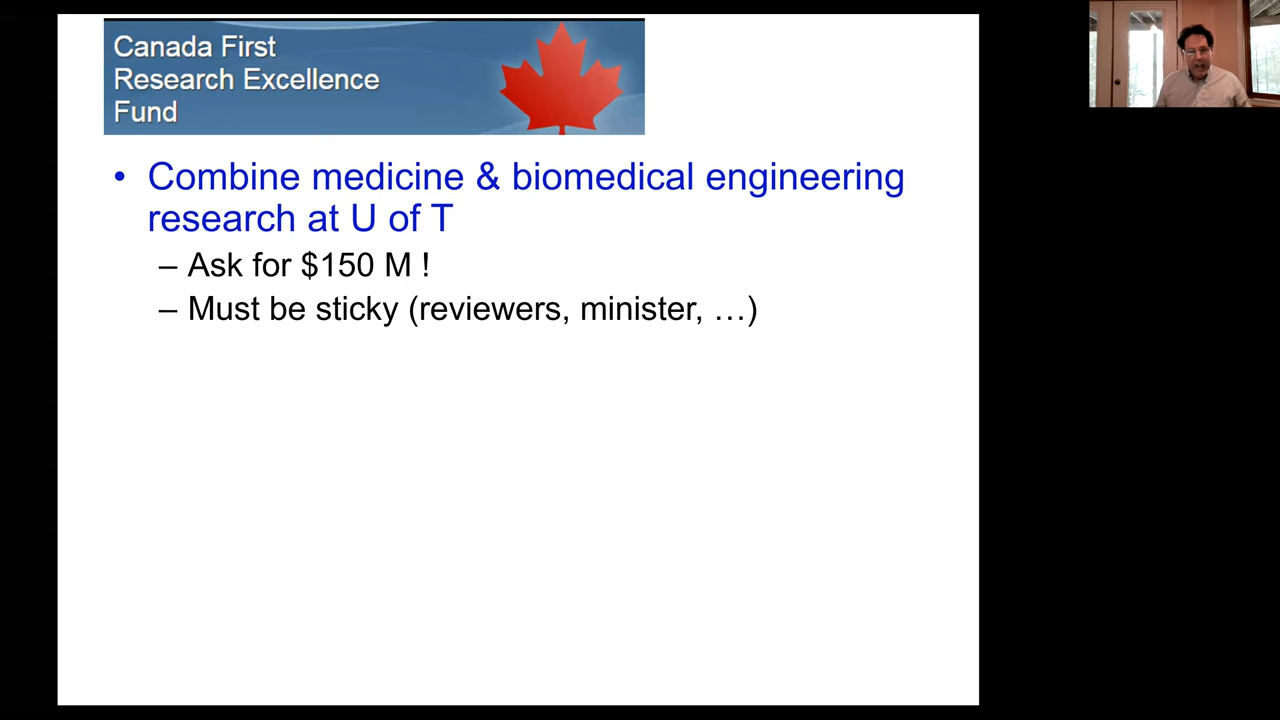 Canada First
Research Excellence
Fund
• Combine medicine & biomedical engineering
research at U of T
– Ask for $150 M !
– Must be sticky (reviewers, minister, …)